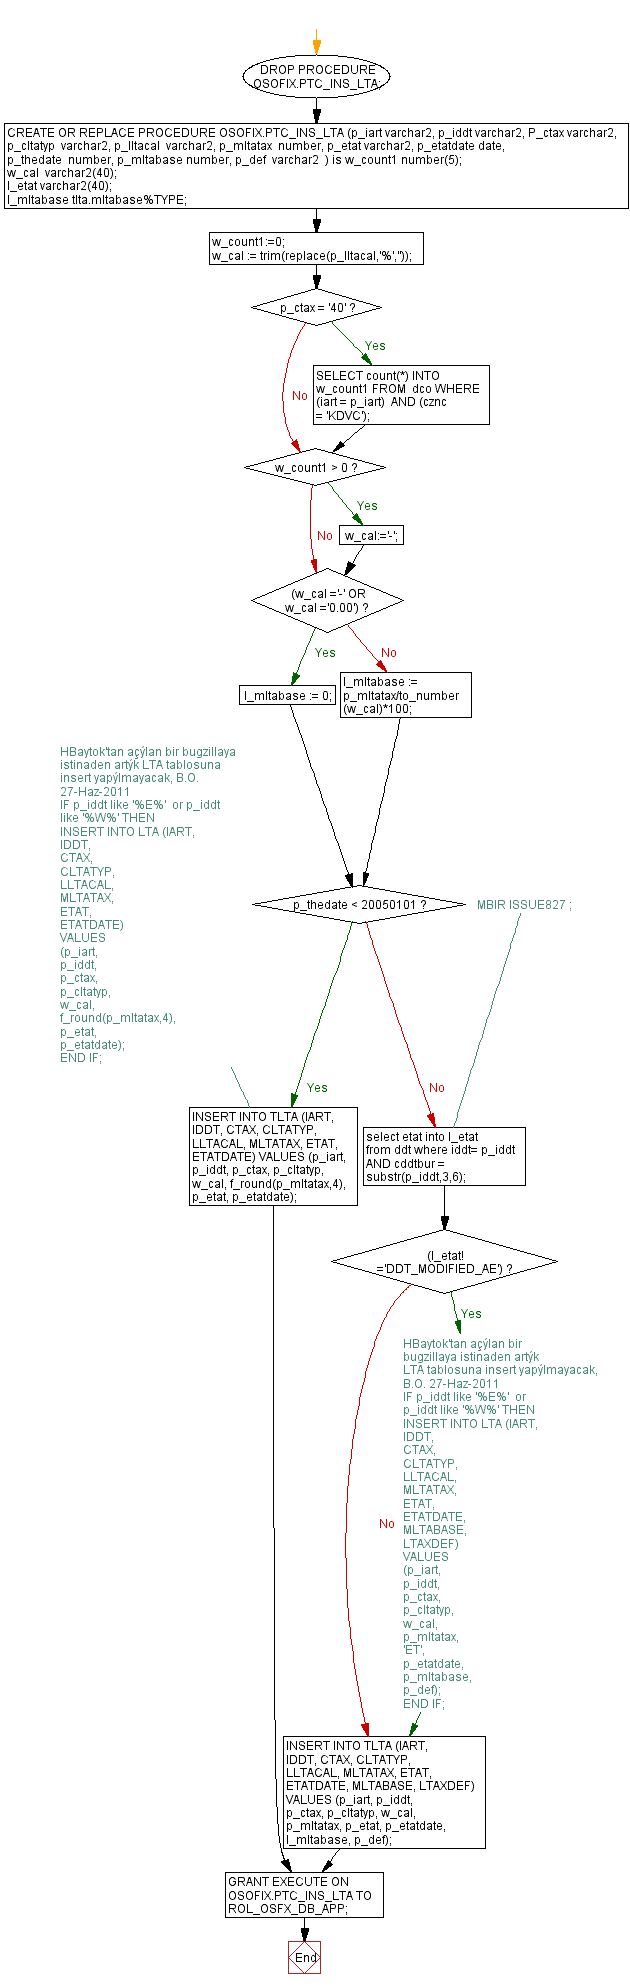 DROP PROCEDURE
OSOFIX.PTC_INS_LTA;
CREATE OR REPLACE PROCEDURE OSOFIX.PTC_INS_LTA (p_iart varchar2, p_iddt varchar2, P_ctax varchar2,
p_cltatyp  varchar2, p_lltacal  varchar2, p_mltatax  number, p_etat varchar2, p_etatdate date,
p_thedate  number, p_mltabase number, p_def  varchar2  ) is w_count1 number(5);
w_cal  varchar2(40);
l_etat varchar2(40);
l_mltabase tlta.mltabase%TYPE;
w_count1:=0;
w_cal := trim(replace(p_lltacal,'%',''));
p_ctax = '40' ?
Yes
No
SELECT count(*) INTO
w_count1 FROM  dco WHERE
(iart = p_iart)  AND (cznc
= 'KDVC');
w_count1 > 0 ?
Yes
No
w_cal:='-';
(w_cal ='-' OR
w_cal ='0.00') ?
Yes
No
l_mltabase := 0;
l_mltabase :=
p_mltatax/to_number
(w_cal)*100;
HBaytok'tan açýlan bir bugzillaya
istinaden artýk LTA tablosuna
insert yapýlmayacak, B.O.
27-Haz-2011
IF p_iddt like '%E%'  or p_iddt
like '%W%' THEN
INSERT INTO LTA (IART,
IDDT,
CTAX,
CLTATYP,
LLTACAL,
MLTATAX,
ETAT,
ETATDATE)
VALUES
(p_iart,
p_iddt,
p_ctax,
p_cltatyp,
w_cal,
f_round(p_mltatax,4),
p_etat,
p_etatdate);
END IF;
p_thedate < 20050101 ?
MBIR ISSUE827 ;
Yes
No
INSERT INTO TLTA (IART,
IDDT, CTAX, CLTATYP,
LLTACAL, MLTATAX, ETAT,
ETATDATE) VALUES (p_iart,
p_iddt, p_ctax, p_cltatyp,
w_cal, f_round(p_mltatax,4),
p_etat, p_etatdate);
select etat into l_etat
from ddt where iddt= p_iddt
AND cddtbur =
substr(p_iddt,3,6);
(l_etat!
='DDT_MODIFIED_AE') ?
Yes
HBaytok'tan açýlan bir
bugzillaya istinaden artýk
LTA tablosuna insert yapýlmayacak,
B.O. 27-Haz-2011
IF p_iddt like '%E%'  or
p_iddt like '%W%' THEN
INSERT INTO LTA (IART,
IDDT,
CTAX,
CLTATYP,
LLTACAL,
MLTATAX,
ETAT,
ETATDATE,
MLTABASE,
LTAXDEF)
VALUES
(p_iart,
p_iddt,
p_ctax,
p_cltatyp,
w_cal,
p_mltatax,
'ET',
p_etatdate,
p_mltabase,
p_def);
END IF;
No
INSERT INTO TLTA (IART,
IDDT, CTAX, CLTATYP,
LLTACAL, MLTATAX, ETAT,
ETATDATE, MLTABASE, LTAXDEF)
VALUES (p_iart, p_iddt,
p_ctax, p_cltatyp, w_cal,
p_mltatax, p_etat, p_etatdate,
l_mltabase, p_def);
GRANT EXECUTE ON
OSOFIX.PTC_INS_LTA TO
ROL_OSFX_DB_APP;
End